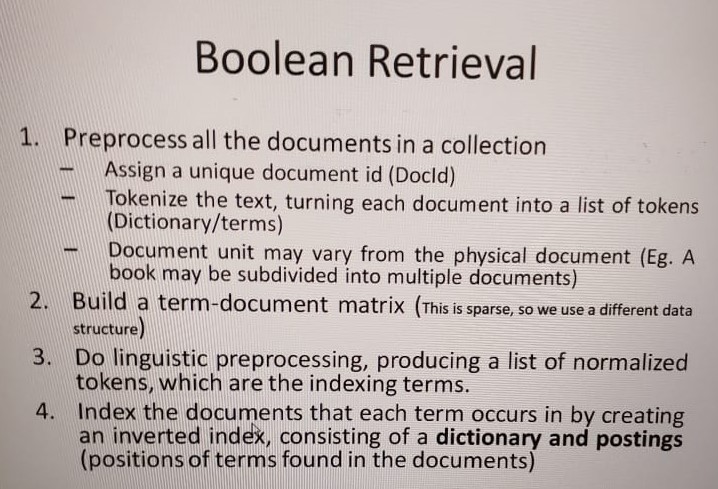 Boolean Retrieval
1. Preprocess all the documents in a collection
– Assign a unique document id (DocId)
– Tokenize the text, turning each document into a list of tokens
(Dictionary/terms)
– Document unit may vary from the physical document (Eg. A
book may be subdivided into multiple documents)
2. Build a term-document matrix (This is sparse, so we use a different data
structure)
3. Do linguistic preprocessing, producing a list of normalized
tokens, which are the indexing terms.
4. Index the documents that each term occurs in by creating
an inverted index, consisting of a dictionary and postings
(positions of terms found in the documents)